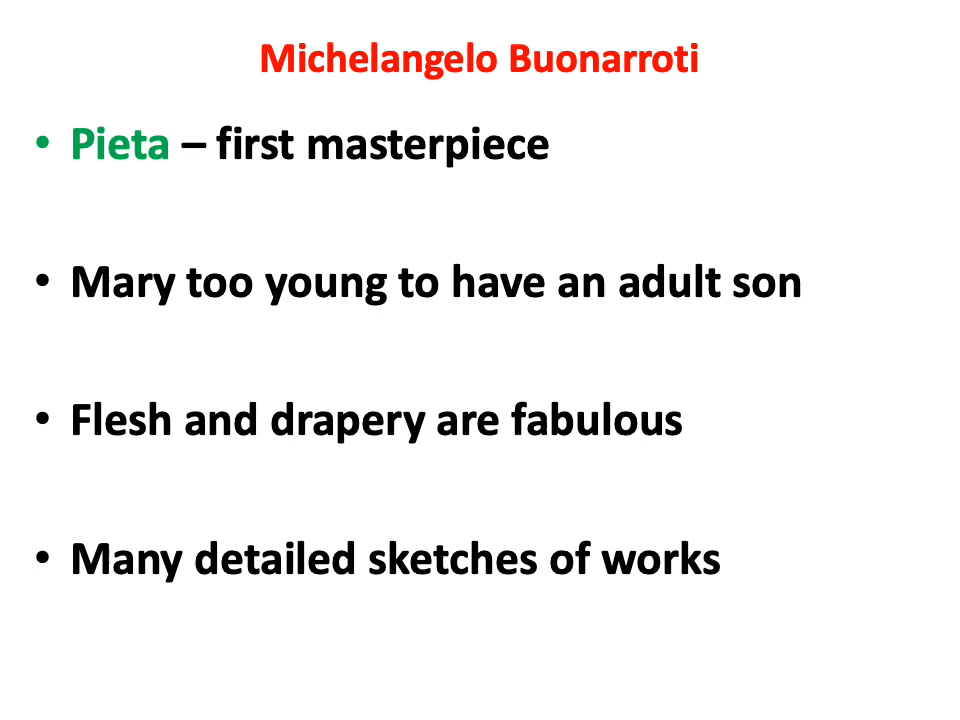 Michelangelo Buonarroti
• Pieta – first masterpiece
• Mary too young to have an adult son
• Flesh and drapery are fabulous
• Many detailed sketches of works